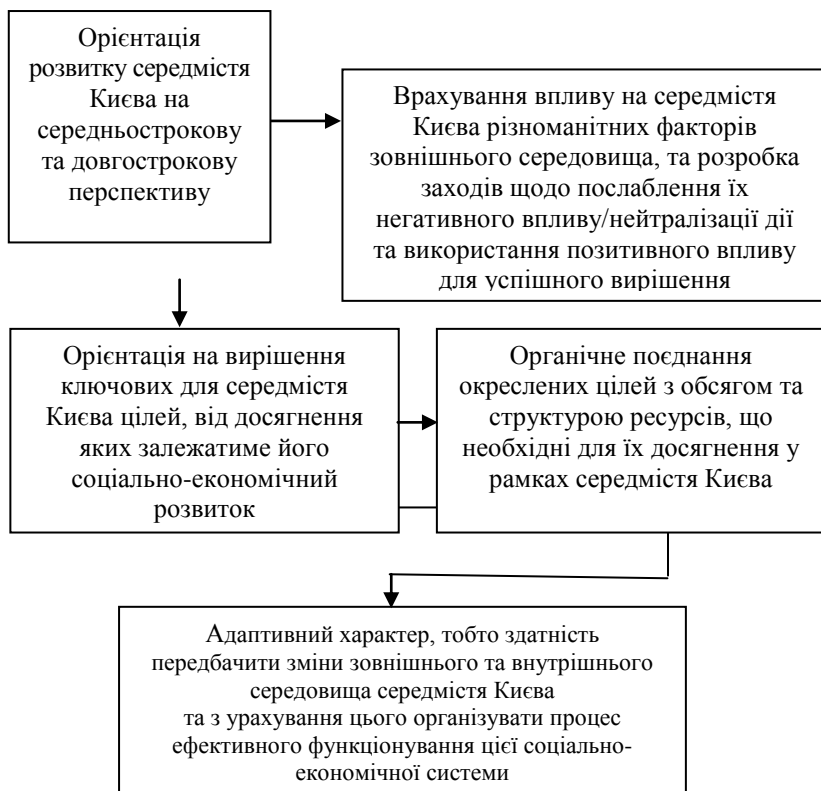 Орієнтація
розвитку середмістя
Києва на
середньострокову
та довгострокову
перспективу
Врахування впливу на середмістя
Києва різноманітних факторів
зовнішнього середовища, та розробка
заходів щодо послаблення їх
негативного впливу/нейтралізації дії
та використання позитивного впливу
для успішного вирішення
Орієнтація на вирішення
ключових для середмістя
Києва цілей, від досягнення
яких залежатиме його
соціально-економічний
розвиток
Органічне поєднання
окреслених цілей з обсягом та
структурою ресурсів, що
необхідні для їх досягнення у
рамках середмістя Києва
Адаптивний характер, тобто здатність
передбачити зміни зовнішнього та внутрішнього
середовища середмістя Києва
та з урахування цього організувати процес
ефективного функціонування цієї соціально-
економічної системи